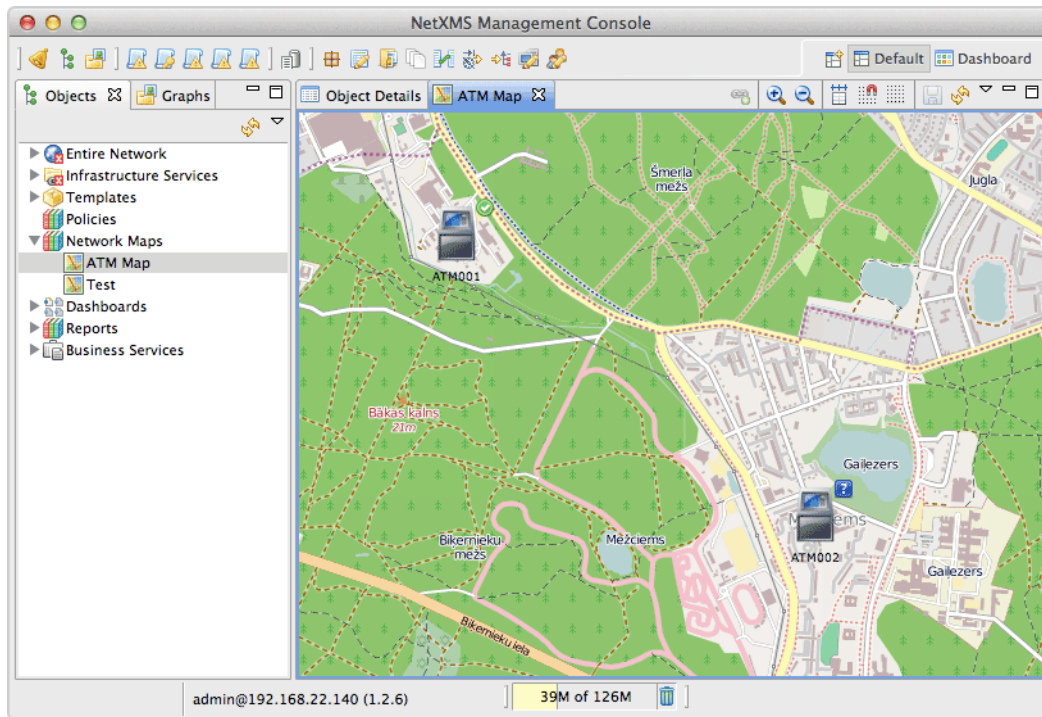 NetXMS Management Console
Default
Dashboard
Objects
Graphs
Object Details
ATM Map
Entire Network
Infrastructure Services
Templates
Policies
Network Maps
ATM Map
Test
Dashboards
Reports
Business Services
Šmerļa
mežs
Jugla
ATM001
Bākas kalns
21m
Gaiļezers
?
ATM002
Biķernieku
mežs
Mežciems
Gaiļezers
Biķernieku iela
admin@192.168.22.140 (1.2.6)
39M of 126M